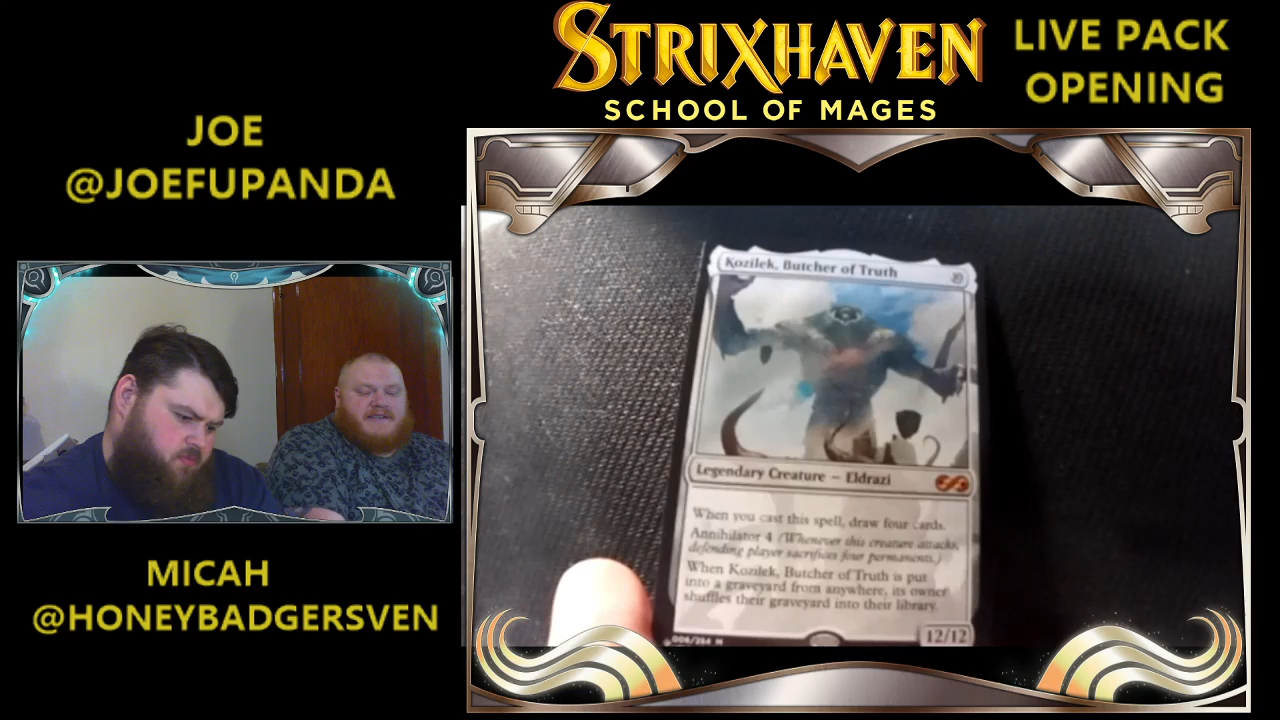 STRIXHAVEN
SCHOOL OF MAGES
LIVE PACK
OPENING
JOE
@JOEFUPANDA
MICAH
@HONEYBADGERSVEN
Kozilek, Butcher of Truth
10
Legendary Creature – Eldrazi
When you cast this spell, draw four cards.
Annihilator 4 (Whenever this creature attacks,
defending player sacrifices four permanents.)
When Kozilek, Butcher of Truth is put
into a graveyard from anywhere, its owner
shuffles their graveyard into their library.
12/12
006/254 M